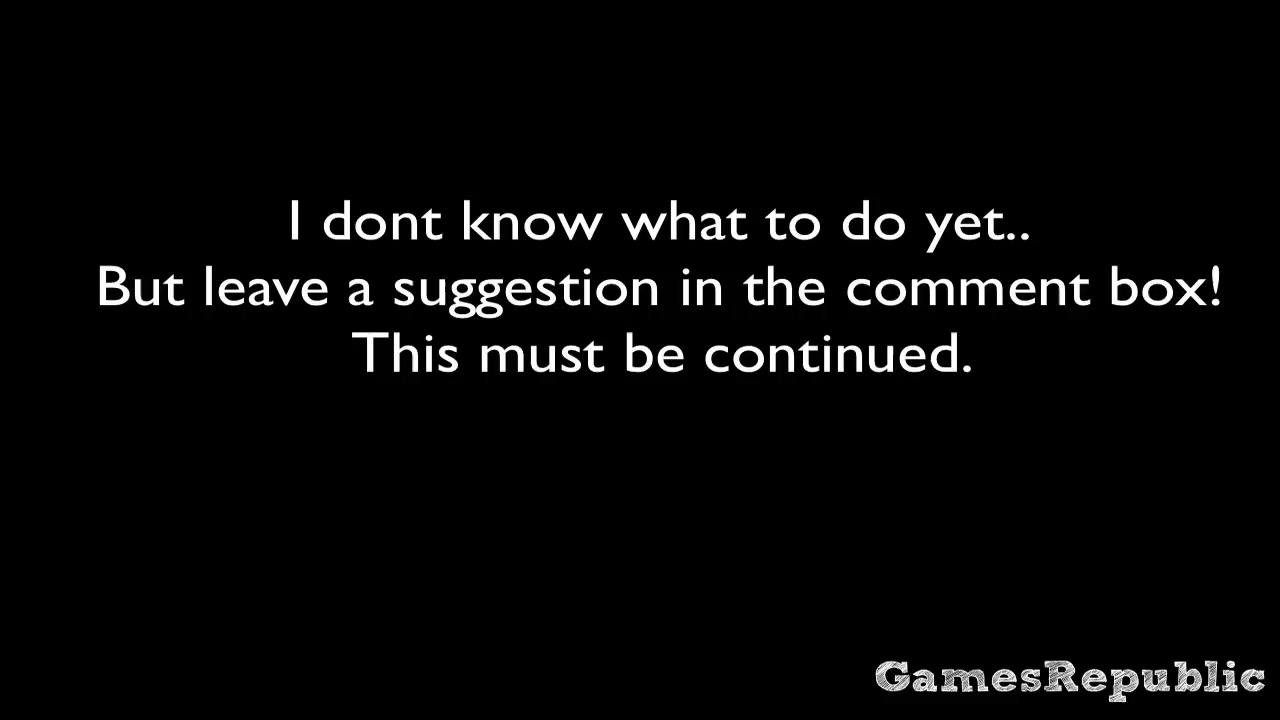 I dont know what to do yet..
But leave a suggestion in the comment box!
This must be continued.
GamesRepublic